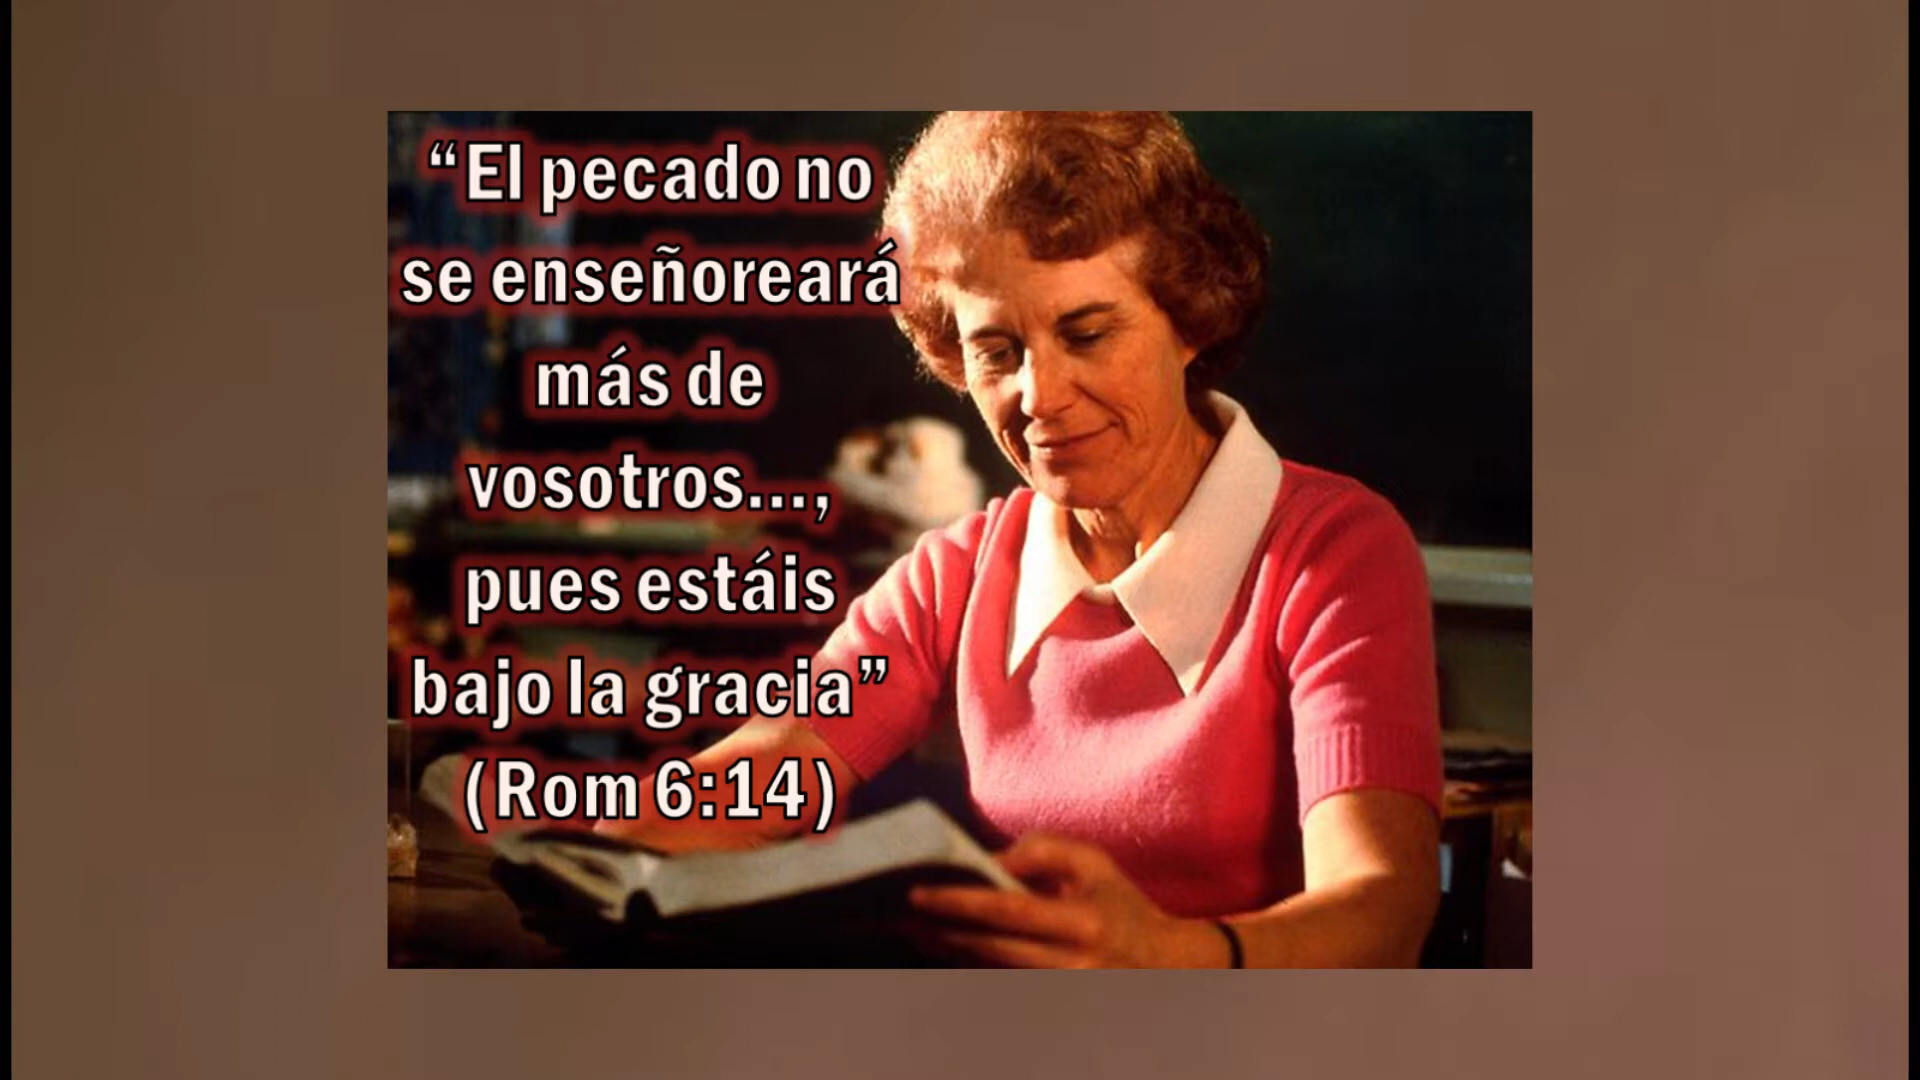 “El pecado no
se enseñoreará
más de
vosotros...,
pues estáis
bajo la gracia”
(Rom 6:14)